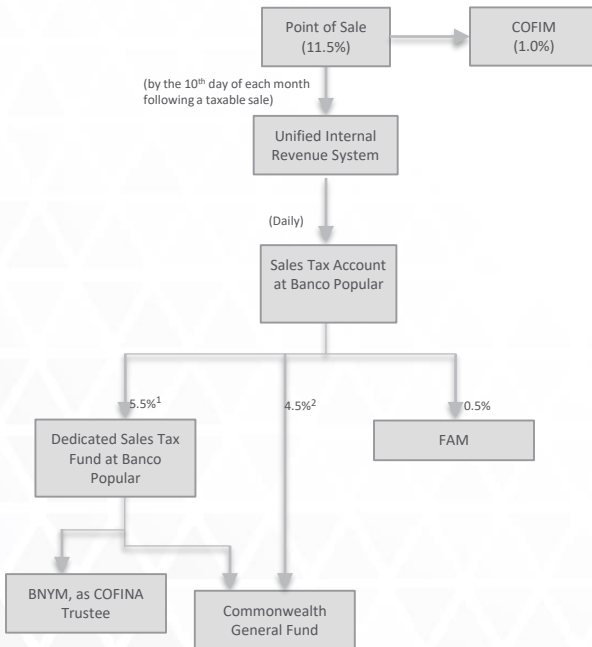 Point of Sale
(11.5%)
COFIM
(1.0%)
(by the 10th day of each month
following a taxable sale)
Unified Internal
Revenue System
(Daily)
Sales Tax Account
at Banco Popular
5.5%1
4.5%2
0.5%
Dedicated Sales Tax
Fund at Banco
Popular
FAM
BNYM, as COFINA
Trustee
Commonwealth
General Fund